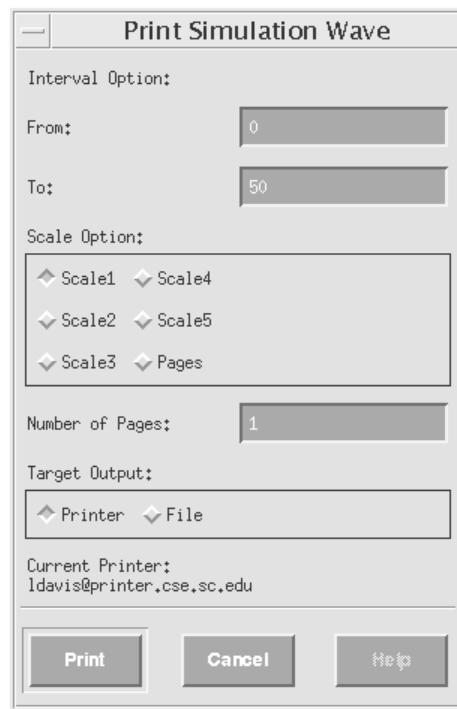 Print Simulation Wave
Interval Option:
From: 0
To: 50
Scale Option:
Scale1 Scale4
Scale2 Scale5
Scale3 Pages
Number of Pages: 1
Target Output:
Printer File
Current Printer:
ldavis@printer.cse.sc.edu
Print Cancel Help